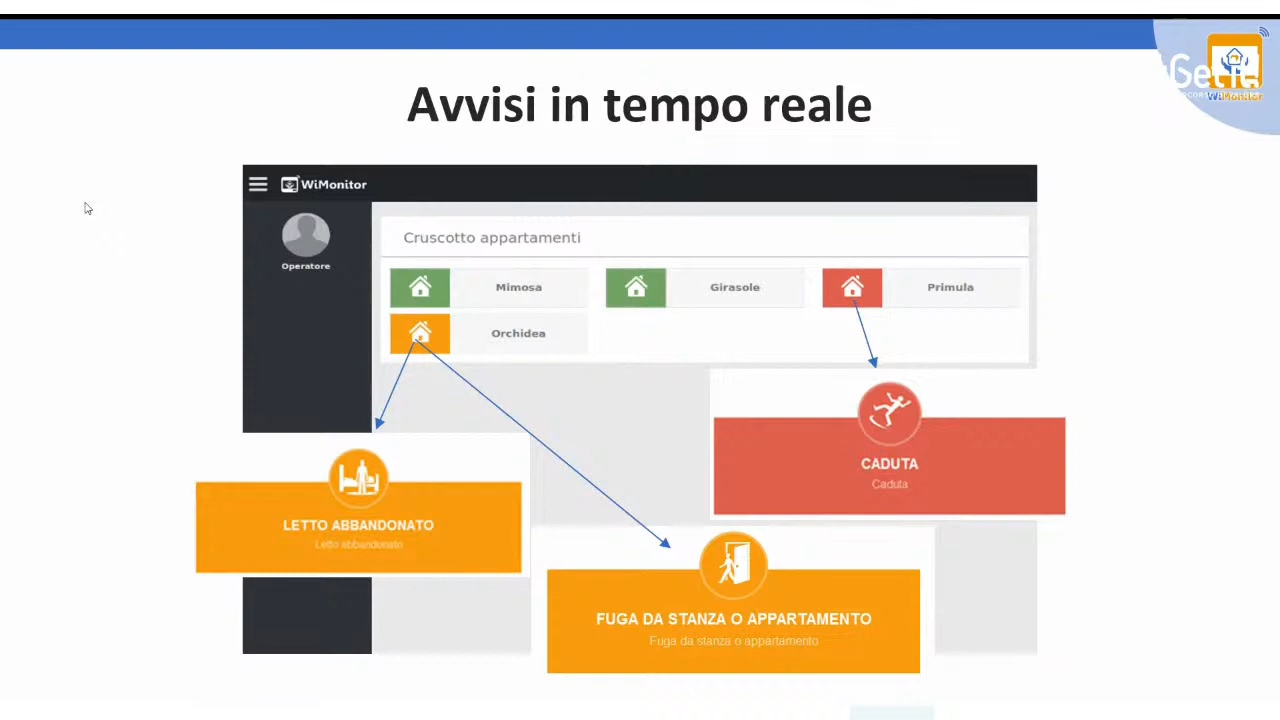 Avvisi in tempo reale
WiMonitor
WiMonitor
Operatore
Cruscotto appartamenti
Mimosa
Girasole
Primula
Orchidea
CADUTA
Caduta
LETTO ABBANDONATO
Letto abbandonato
FUGA DA STANZA O APPARTAMENTO
Fuga da stanza o appartamento